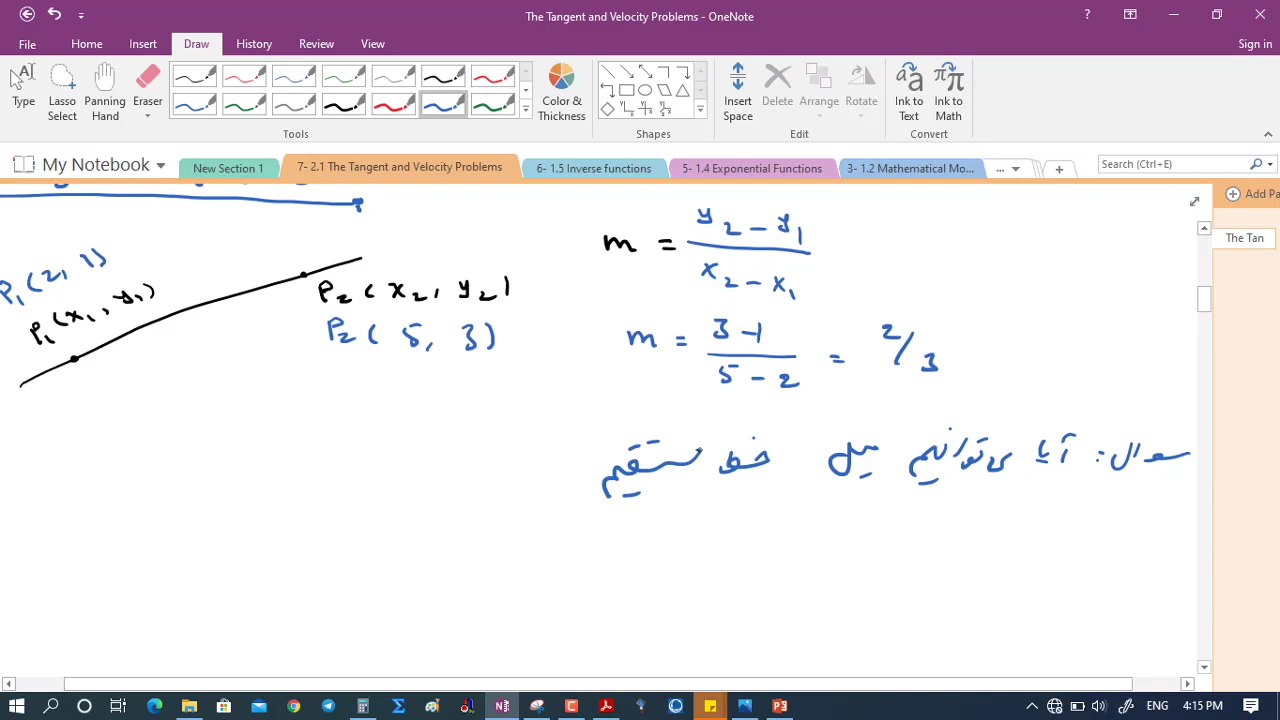 The Tangent and Velocity Problems - OneNote
File Home Insert Draw History Review View
Sign in
Type
Lasso Select
Panning Hand
Eraser
Color & Thickness
Insert Space
Delete
Arrange
Rotate
Ink to Text
Ink to Math
Tools
Shapes
Edit
Convert
My Notebook
New Section 1
7- 2.1 The Tangent and Velocity Problems
6- 1.5 Inverse functions
5- 1.4 Exponential Functions
3- 1.2 Mathematical Mo...
Search (Ctrl+E)
Add Pa
The Tan
m = y2 - y1 / x2 - x1
P1(2, 1)
P1(x1, y1)
P2(x2, y2)
P2(5, 3)
m = 3 - 1 / 5 - 2 = 2/3
سوال: آیا می توانیم میل خط مستقیم
ENG 4:15 PM